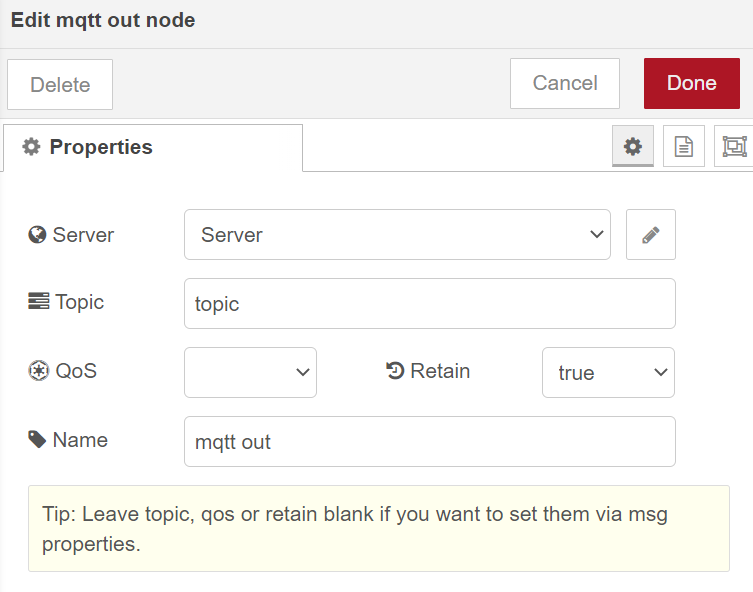 Edit mqtt out node
Delete
Cancel
Done
Properties
Server
Server
Topic
topic
QoS
Retain
true
Name
mqtt out
Tip: Leave topic, qos or retain blank if you want to set them via msg
properties.